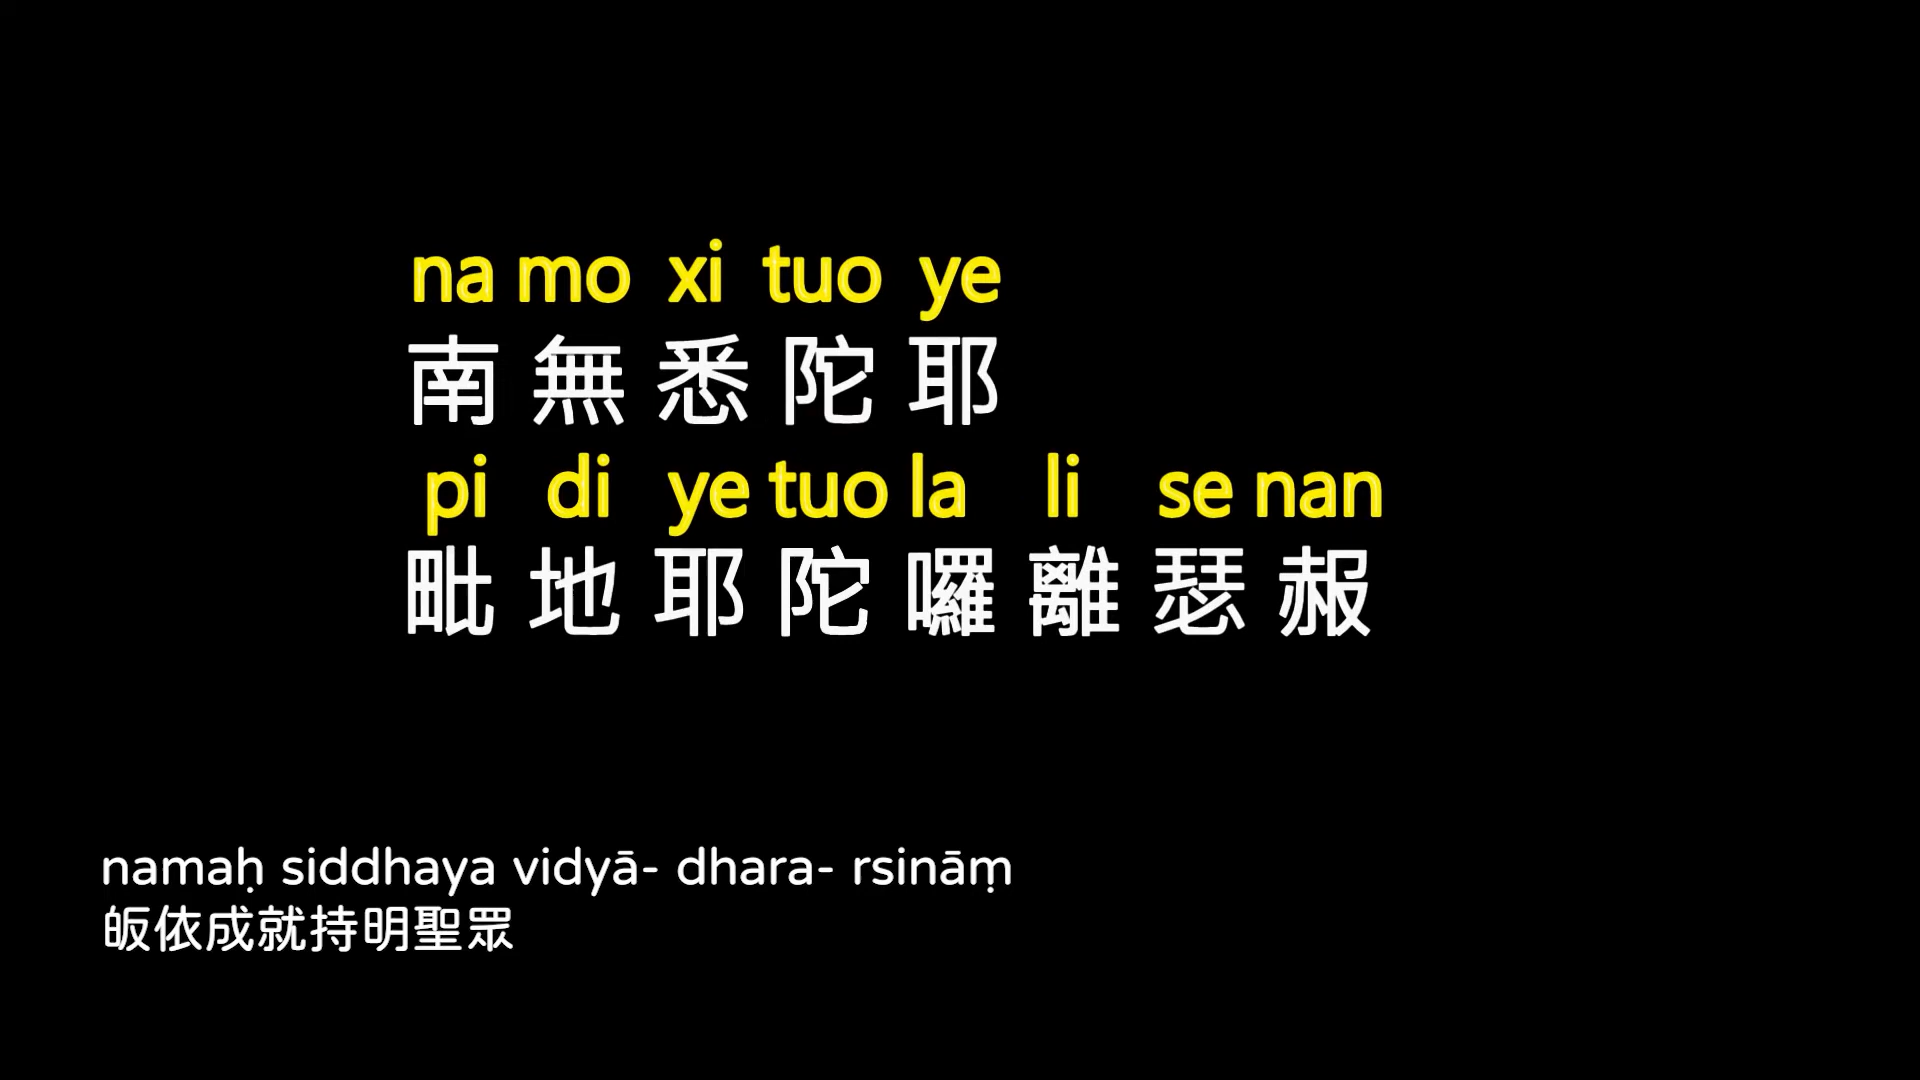 na mo xi tuo ye
南無悉陀耶
pi di ye tuo la li se nan
毗地耶陀囉離瑟赧
namaḥ siddhaya vidyā- dhara- rsināṃ
皈依成就持明聖眾